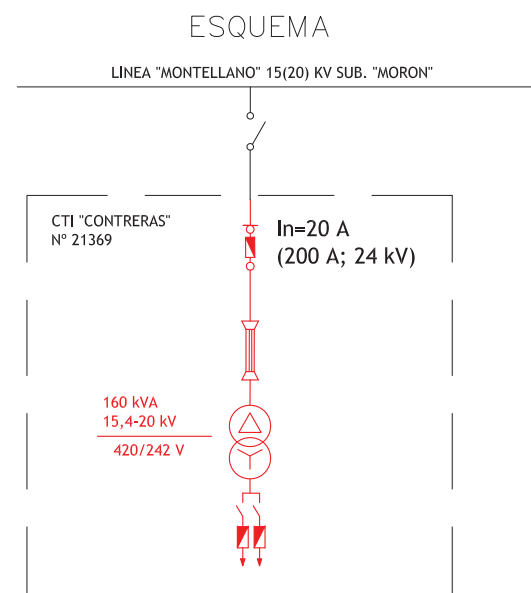 ESQUEMA
LINEA "MONTELLANO" 15(20) KV SUB. "MORON"
CTI "CONTRERAS"
Nº 21369
In=20 A
(200 A; 24 kV)
160 kVA
15,4-20 kV
420/242 V